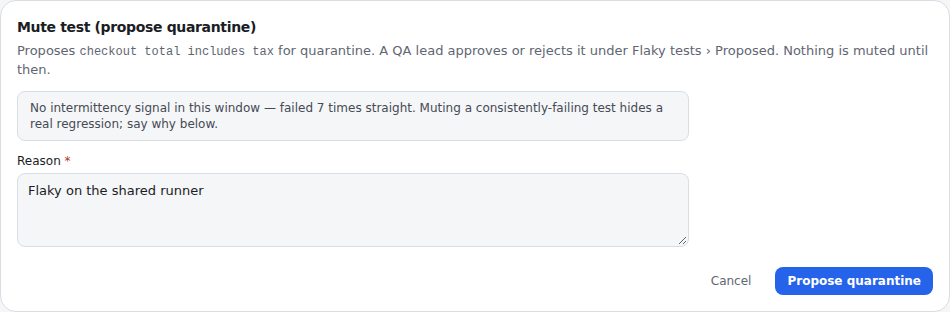 Mute test (propose quarantine)
Proposes checkout total includes tax for quarantine. A QA lead approves or rejects it under Flaky tests › Proposed. Nothing is muted until
then.
No intermittency signal in this window — failed 7 times straight. Muting a consistently-failing test hides a
real regression; say why below.
Reason *
Flaky on the shared runner
Cancel
Propose quarantine